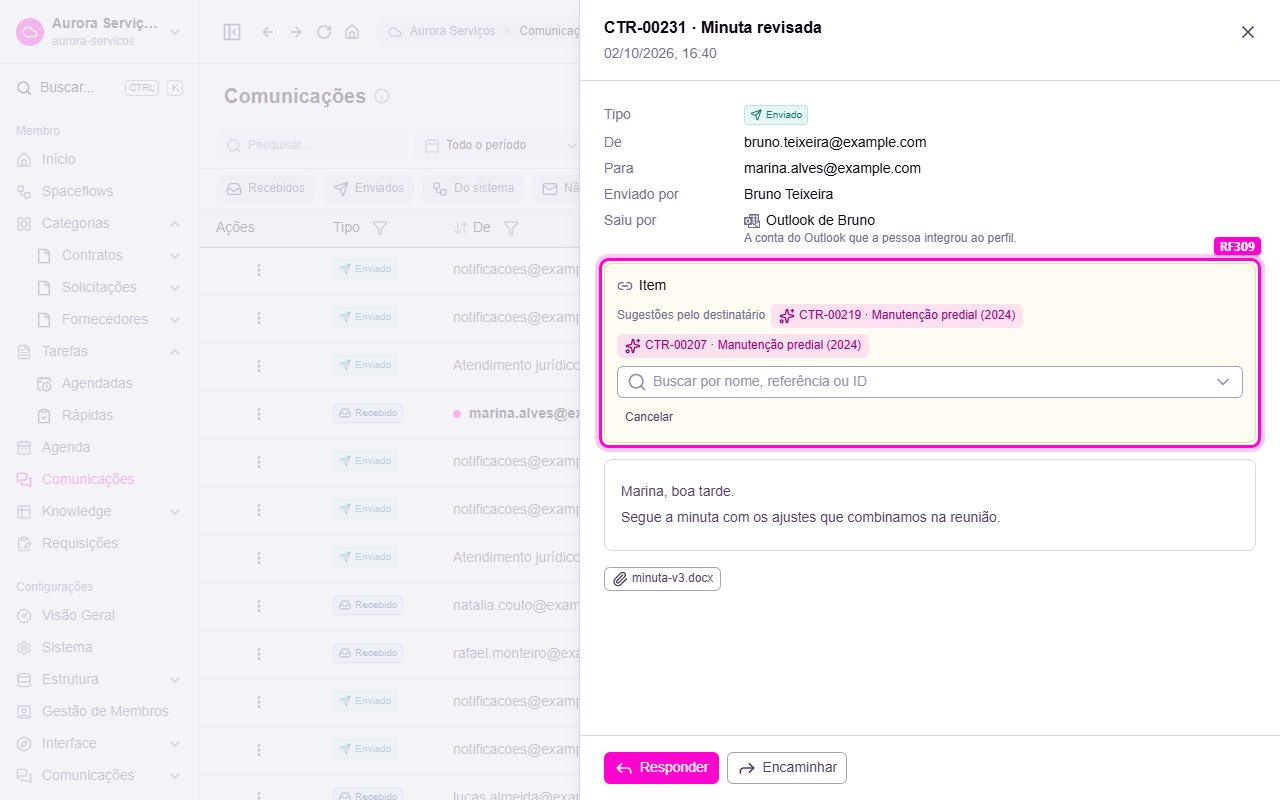 Aurora Serviç...
aurora-servicos
Buscar...
CTRL
K
Membro
Início
Spaceflows
Categorias
Contratos
Solicitações
Fornecedores
Tarefas
Agendadas
Rápidas
Agenda
Comunicações
Knowledge
Requisições
Configurações
Visão Geral
Sistema
Estrutura
Gestão de Membros
Interface
Comunicações
Aurora Serviços
Comunicaç
Comunicações
Pesquisar...
Todo o período
Recebidos
Enviados
Do sistema
Nã
Ações
Tipo
De
Enviado
notificacoes@examp
Enviado
notificacoes@examp
Enviado
Atendimento jurídico
Recebido
marina.alves@ex
Enviado
notificacoes@examp
Enviado
notificacoes@examp
Enviado
Atendimento jurídico
Recebido
natalia.couto@exam
Recebido
rafael.monteiro@exa
Enviado
notificacoes@examp
Enviado
notificacoes@examp
Recebido
lucas.almeida@exam
CTR-00231 · Minuta revisada
02/10/2026, 16:40
Tipo
Enviado
De
bruno.teixeira@example.com
Para
marina.alves@example.com
Enviado por
Bruno Teixeira
Saiu por
Outlook de Bruno
A conta do Outlook que a pessoa integrou ao perfil.
RF309
Item
Sugestões pelo destinatário
CTR-00219 · Manutenção predial (2024)
CTR-00207 · Manutenção predial (2024)
Buscar por nome, referência ou ID
Cancelar
Marina, boa tarde.
Segue a minuta com os ajustes que combinamos na reunião.
minuta-v3.docx
Responder
Encaminhar